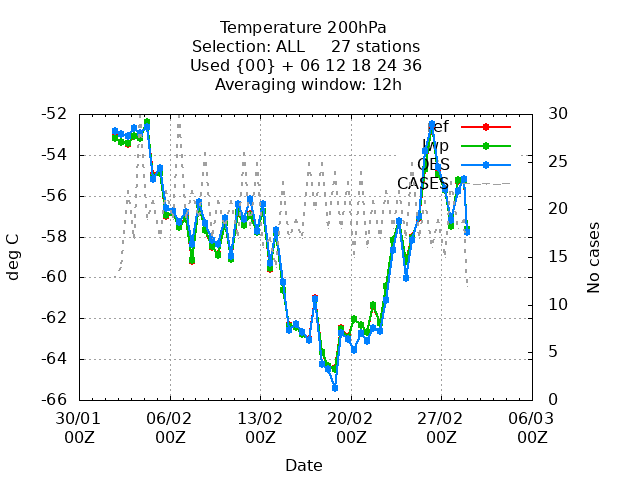 Temperature 200hPa
Selection: ALL 27 stations
Used {00} + 06 12 18 24 36
Averaging window: 12h
-52
-54
-56
-58
-60
-62
-64
-66
30
25
20
15
10
5
0
ref
lwp
OBS
CASES
deg C
No cases
30/01 06/02 13/02 20/02 27/02 06/03
00Z 00Z 00Z 00Z 00Z 00Z
Date